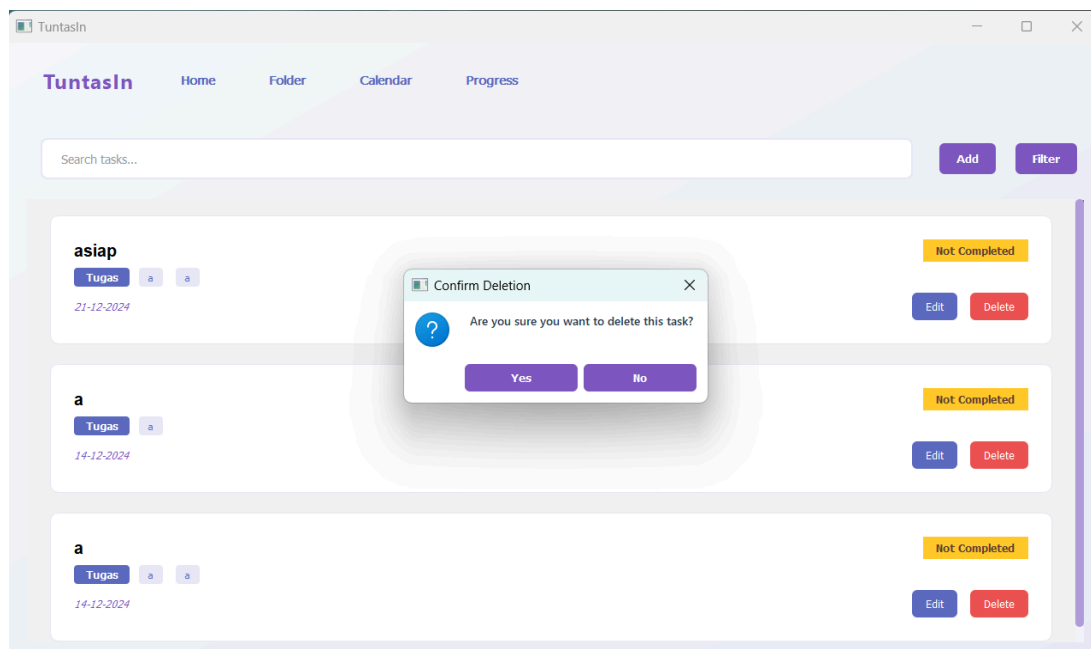 TuntasIn
TuntasIn Home Folder Calendar Progress
Search tasks... Add Filter
asiap Not Completed
Tugas a a
21-12-2024 Edit Delete
Confirm Deletion
? Are you sure you want to delete this task?
Yes No
a Not Completed
Tugas a
14-12-2024 Edit Delete
a Not Completed
Tugas a a
14-12-2024 Edit Delete